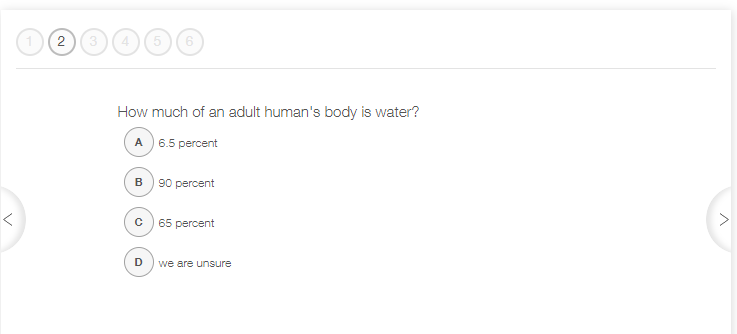 1 2 3 4 5 6
How much of an adult human's body is water?
A 6.5 percent
B 90 percent
C 65 percent
D we are unsure